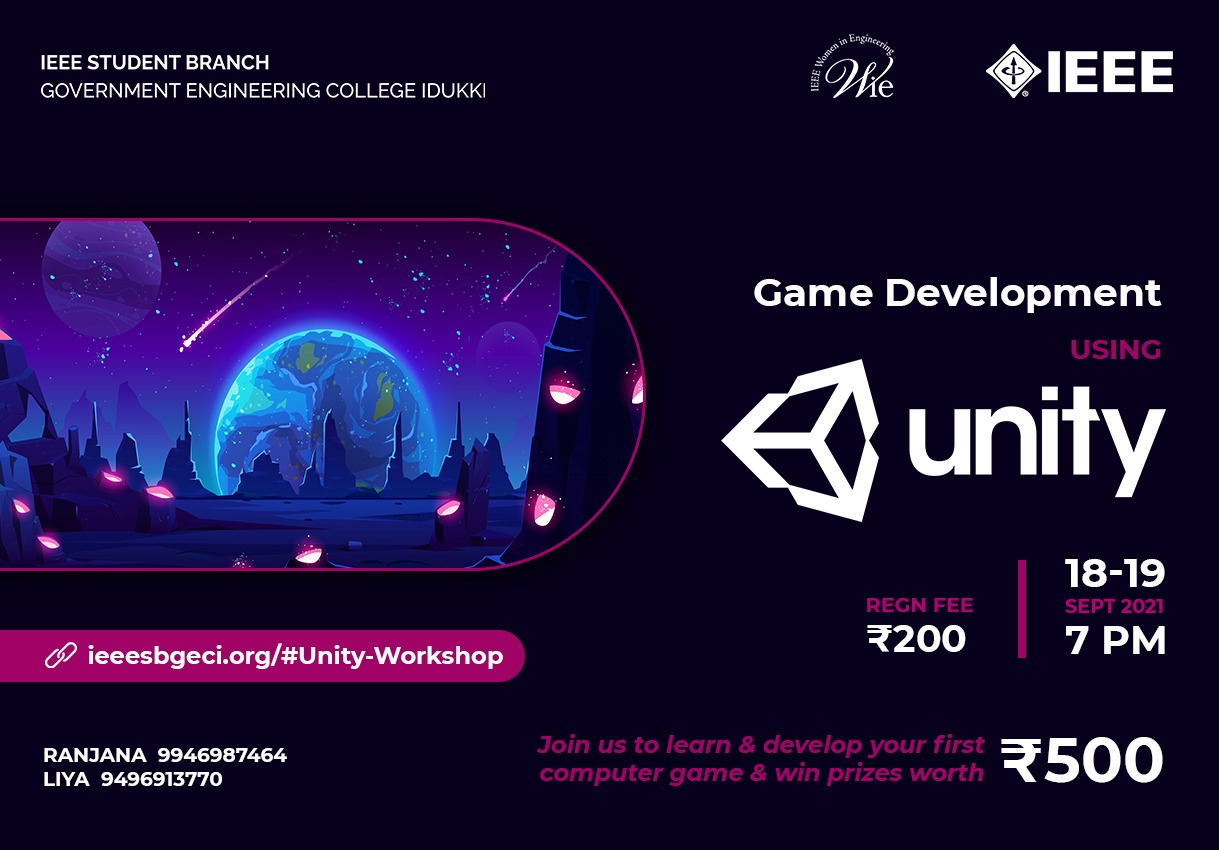 IEEE STUDENT BRANCH
GOVERNMENT ENGINEERING COLLEGE IDUKKI
IEEE Women in Engineering
Wie
IEEE
®
Game Development
USING
unity
REGN FEE
₹200
18-19
SEPT 2021
7 PM
ieeesbgeci.org/#Unity-Workshop
RANJANA 9946987464
LIYA 9496913770
Join us to learn & develop your first
computer game & win prizes worth
₹500